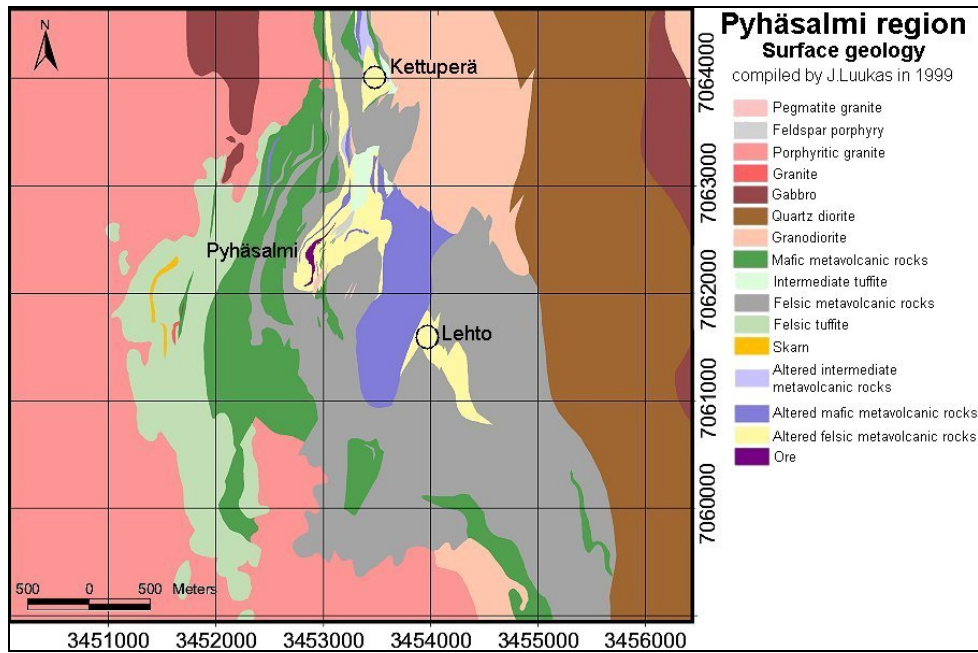 Pyhäsalmi region
Surface geology
compiled by J.Luukas in 1999
N
Kettuperä
Pyhäsalmi
Lehto
Pegmatite granite
Feldspar porphyry
Porphyritic granite
Granite
Gabbro
Quartz diorite
Granodiorite
Mafic metavolcanic rocks
Intermediate tuffite
Felsic metavolcanic rocks
Felsic tuffite
Skarn
Altered intermediate
metavolcanic rocks
Altered mafic metavolcanic rocks
Altered felsic metavolcanic rocks
Ore
7064000
7063000
7062000
7061000
7060000
500 0 500 Meters
3451000 3452000 3453000 3454000 3455000 3456000